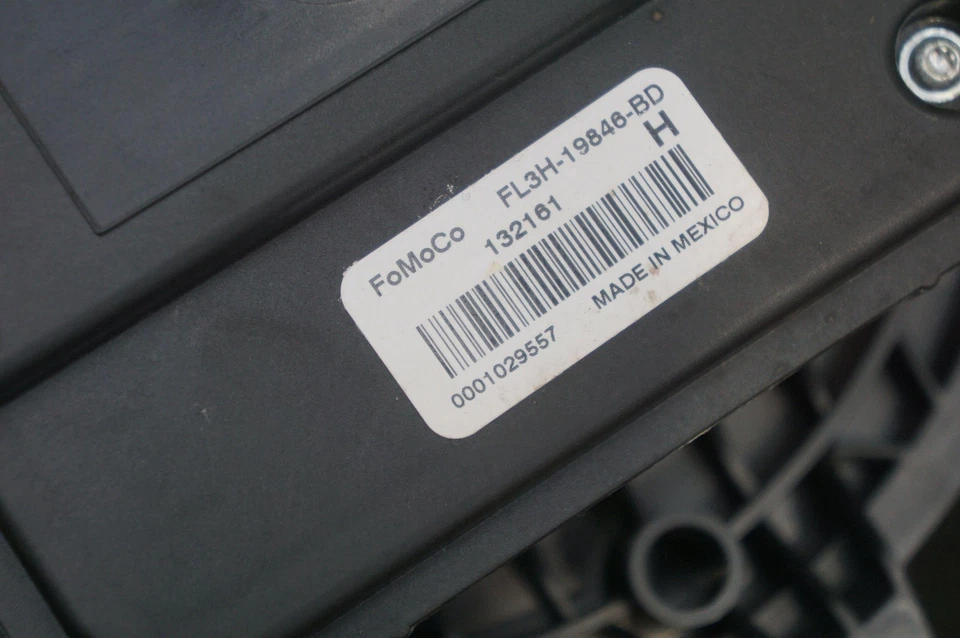 FoMoCo FL3H-19846-BD
132161 H
0001029557 MADE IN MEXICO